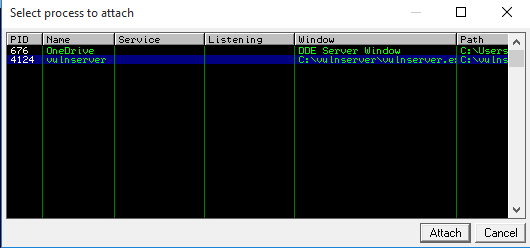 Select process to attach
PID Name Service Listening Window Path
676 OneDrive DDE Server Window C:\Users
4124 vulnserver C:\vulnserver\vulnserver.e C:\vulns
Attach Cancel